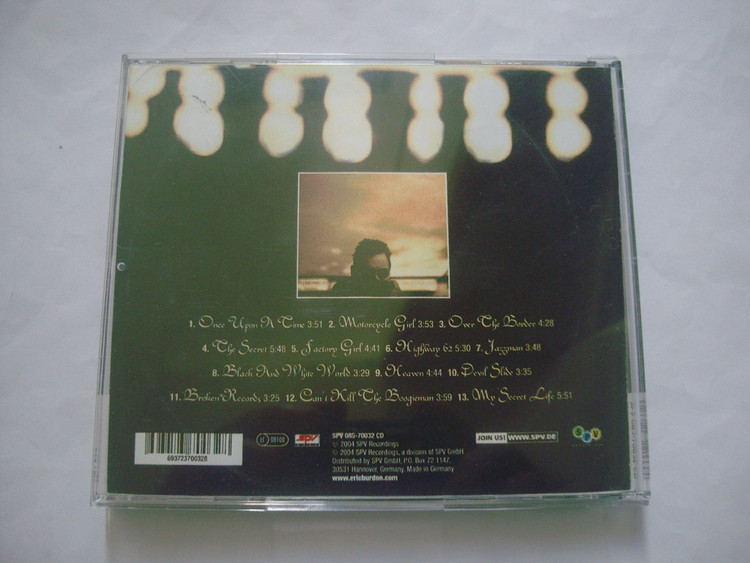 1. Once Upon A Time 3:51 2. Motorcycle Girl 3:53 3. Over The Border 4:28
4. The Secret 5:48 5. Factory Girl 4:41 6. Highway 62 5:30 7. Jazzman 3:48
8. Black And White World 3:29 9. Heaven 4:44 10. Devil Slide 3:35
11. Broken Records 3:25 12. Can't Kill The Boogieman 3:59 13. My Secret Life 5:51
693723700328
LC 09100
SPV
SPV 085-70032 CD
℗ 2004 SPV Recordings
© 2004 SPV Recordings, a division of SPV GmbH.
Distributed by SPV GmbH, P.O. Box 72 1147,
30531 Hannover, Germany. Made in Germany
www.ericburdon.com
JOIN US! WWW.SPV.DE
SPV